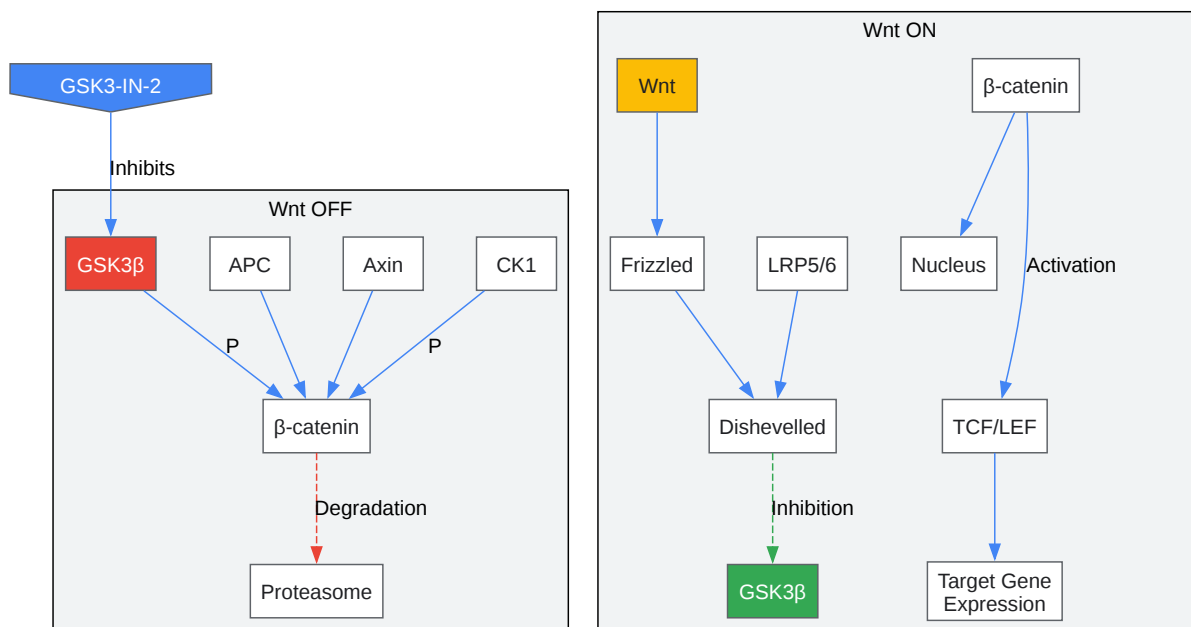 GSK3-IN-2
Inhibits
Wnt OFF
GSK3β
APC
Axin
CK1
P
P
β-catenin
Degradation
Proteasome
Wnt ON
Wnt
β-catenin
Frizzled
LRP5/6
Nucleus
Activation
Dishevelled
TCF/LEF
Inhibition
GSK3β
Target Gene
Expression